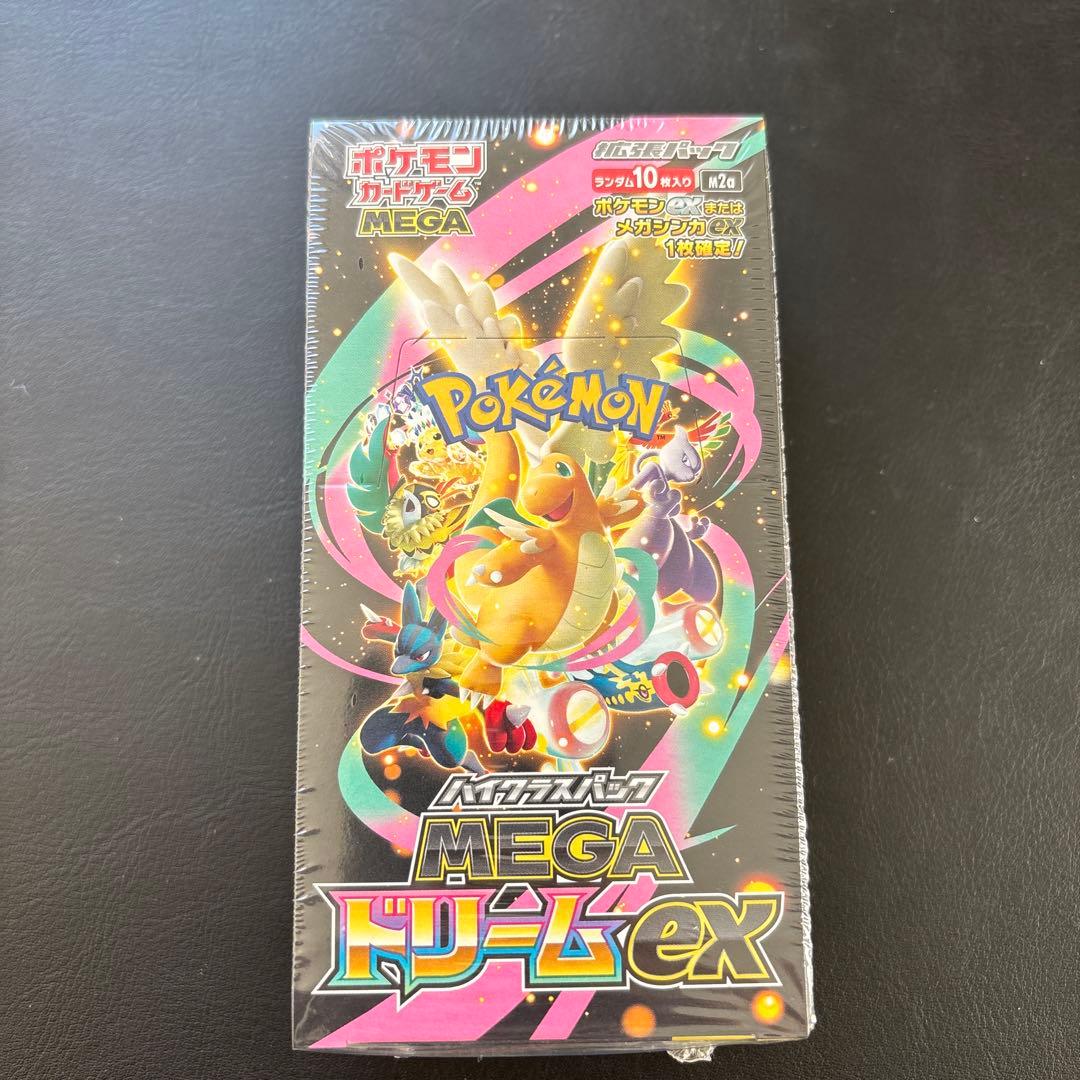 ポケモン
カードゲーム
MEGA
拡張パック
ランダム10枚入り M2a
ポケモンexまたは
メガシンカex
1枚確定!
POKéMON
TM
ハイクラスパック
MEGA
ドリームex